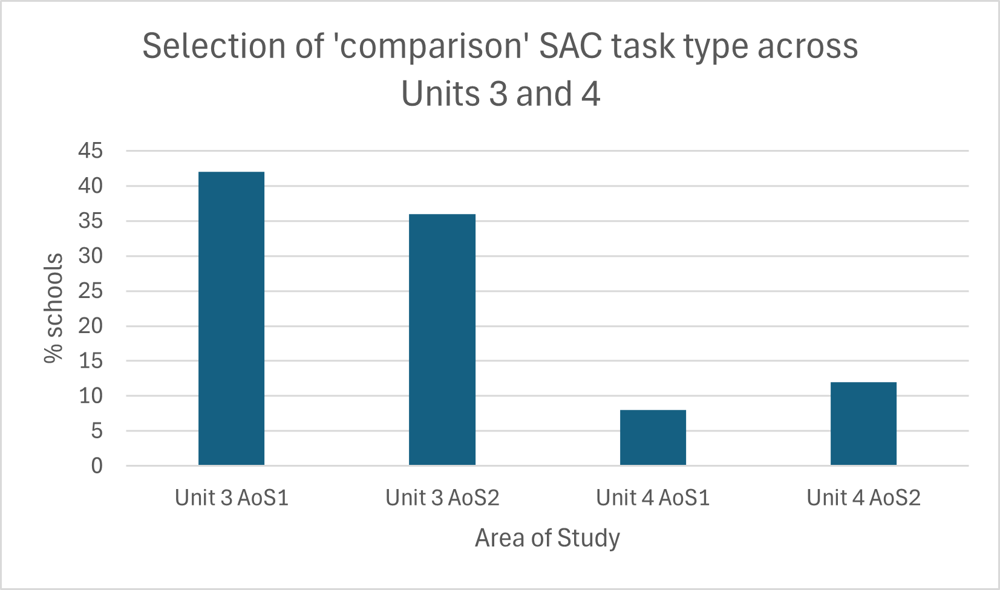 Selection of 'comparison' SAC task type across
Units 3 and 4
% schools
45
40
35
30
25
20
15
10
5
0
Unit 3 AoS1
Unit 3 AoS2
Unit 4 AoS1
Unit 4 AoS2
Area of Study